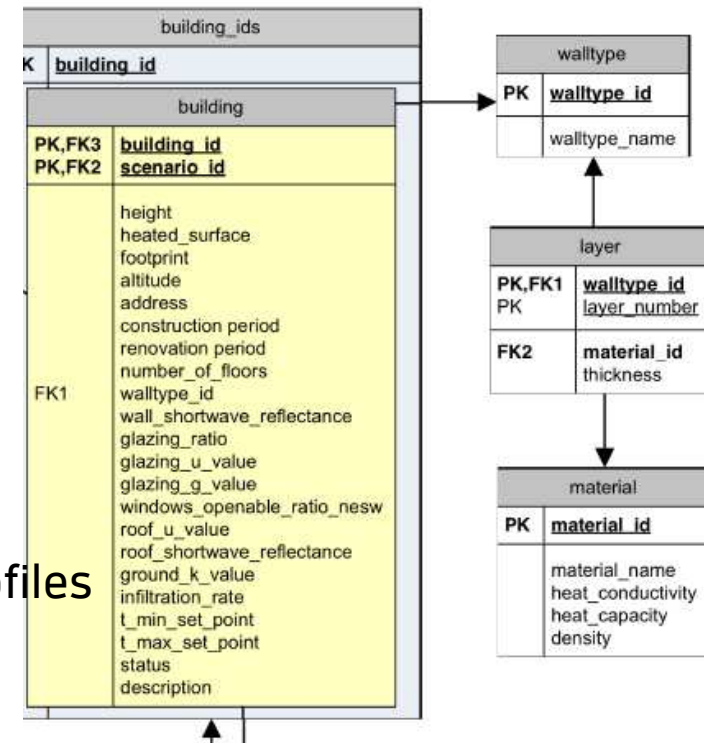 building_ids
K building_id
building
PK,FK3 building_id
PK,FK2 scenario_id
height
heated_surface
footprint
altitude
address
construction period
renovation period
number_of_floors
FK1 walltype_id
wall_shortwave_reflectance
glazing_ratio
glazing_u_value
glazing_g_value
windows_openable_ratio_nesw
roof_u_value
roof_shortwave_reflectance
ground_k_value
infiltration_rate
t_min_set_point
t_max_set_point
status
description
ofiles
walltype
PK walltype_id
walltype_name
layer
PK,FK1 walltype_id
PK layer_number
FK2 material_id
thickness
material
PK material_id
material_name
heat_conductivity
heat_capacity
density